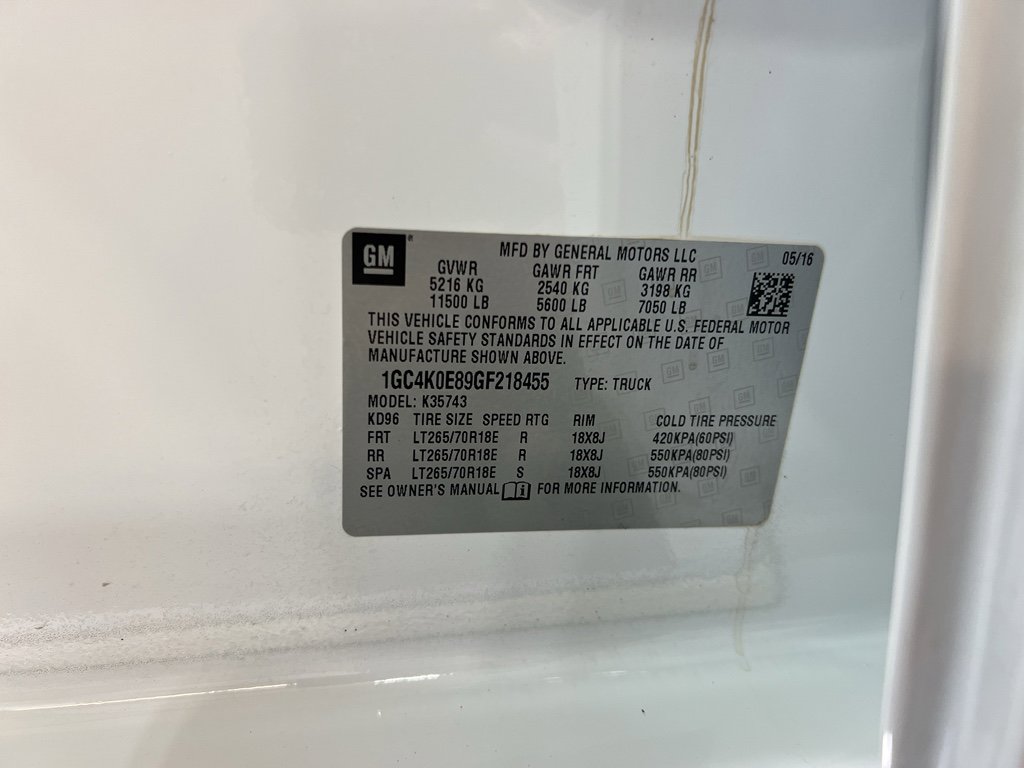 GM
®
MFD BY GENERAL MOTORS LLC 05/16
GVWR GAWR FRT GAWR RR
5216 KG 2540 KG 3198 KG
11500 LB 5600 LB 7050 LB
THIS VEHICLE CONFORMS TO ALL APPLICABLE U.S. FEDERAL MOTOR
VEHICLE SAFETY STANDARDS IN EFFECT ON THE DATE OF
MANUFACTURE SHOWN ABOVE.
1GC4K0E89GF218455 TYPE: TRUCK
MODEL: K35743
KD96 TIRE SIZE SPEED RTG RIM COLD TIRE PRESSURE
FRT LT265/70R18E R 18X8J 420KPA(60PSI)
RR LT265/70R18E R 18X8J 550KPA(80PSI)
SPA LT265/70R18E S 18X8J 550KPA(80PSI)
SEE OWNER'S MANUAL FOR MORE INFORMATION.